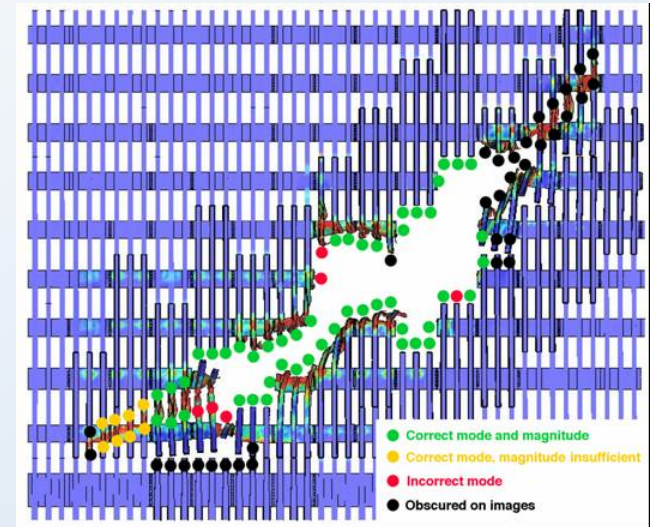 Correct mode and magnitude
Correct mode, magnitude insufficient
Incorrect mode
Obscured on images